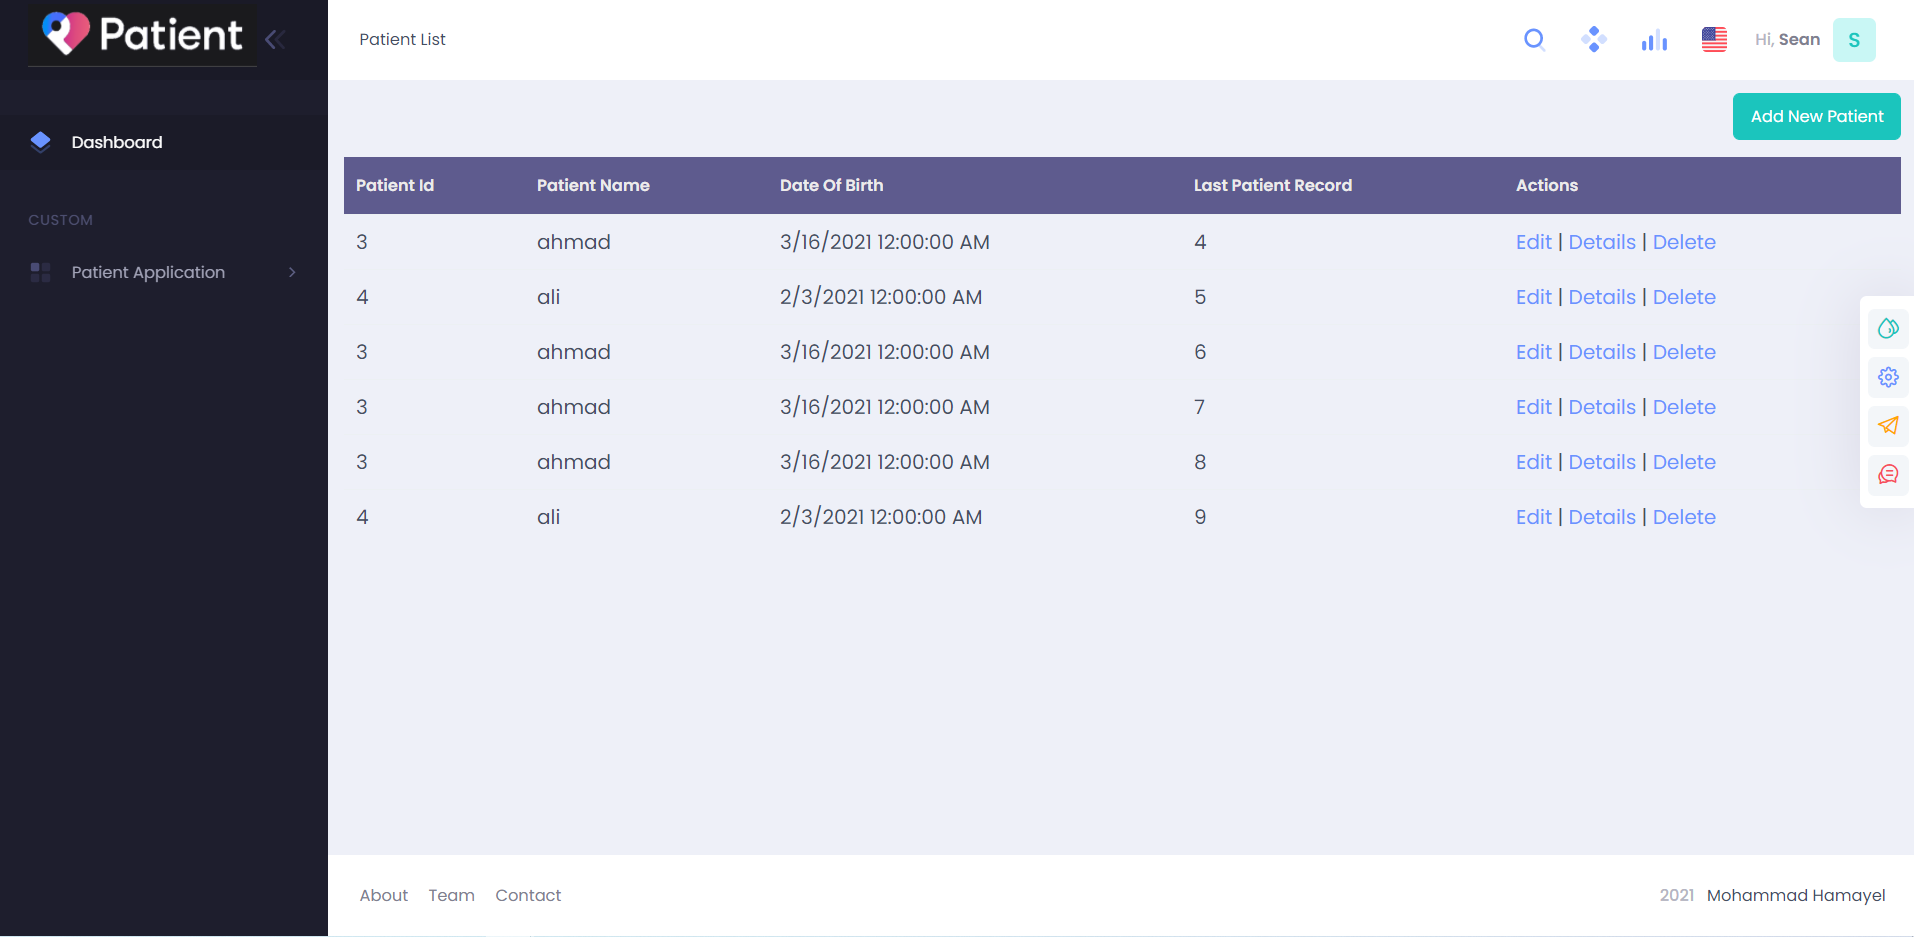 Patient
Patient List
Hi, Sean
S
Add New Patient
Dashboard
CUSTOM
Patient Application
Patient Id Patient Name Date Of Birth Last Patient Record Actions
3 ahmad 3/16/2021 12:00:00 AM 4 Edit | Details | Delete
4 ali 2/3/2021 12:00:00 AM 5 Edit | Details | Delete
3 ahmad 3/16/2021 12:00:00 AM 6 Edit | Details | Delete
3 ahmad 3/16/2021 12:00:00 AM 7 Edit | Details | Delete
3 ahmad 3/16/2021 12:00:00 AM 8 Edit | Details | Delete
4 ali 2/3/2021 12:00:00 AM 9 Edit | Details | Delete
About Team Contact
2021 Mohammad Hamayel